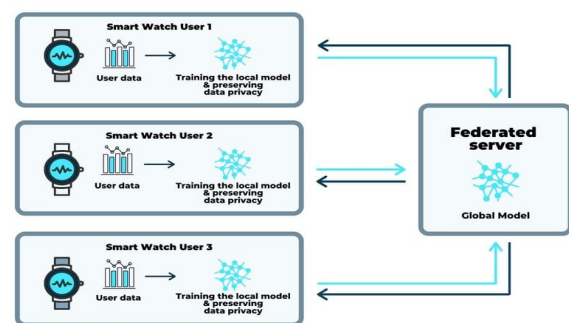 Smart Watch User 1
User data
Training the local model
& preserving
data privacy
Smart Watch User 2
User data
Training the local model
& preserving
data privacy
Smart Watch User 3
User data
Training the local model
& preserving
data privacy
Federated
server
Global Model